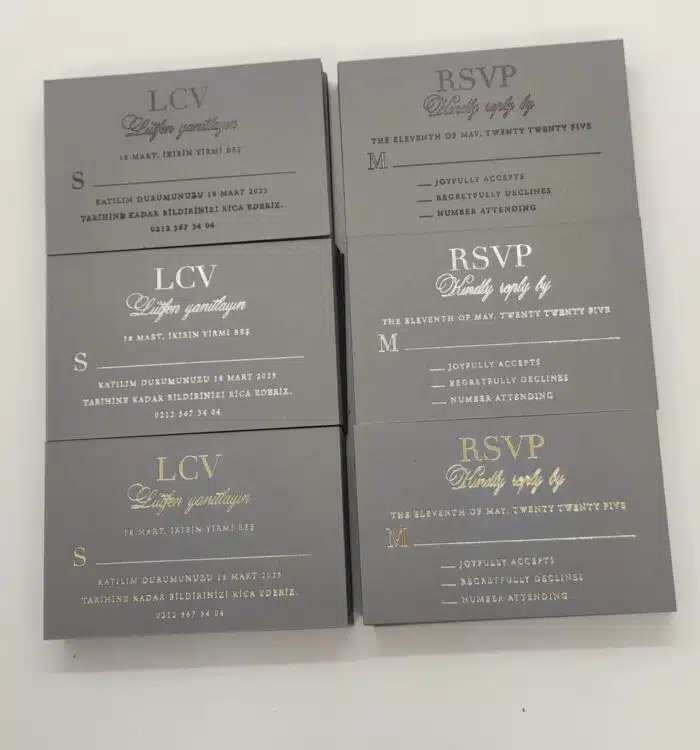 LCV
Lütfen yanıtlayın
18 MART, İKİBİN YİRMİ BEŞ
S
KATILIM DURUMUNUZU 18 MART 2025
TARİHİNE KADAR BİLDİRİNİZİ RİCA EDERİZ.
0212 567 34 04
RSVP
Kindly reply by
THE ELEVENTH OF MAY, TWENTY TWENTY FIVE
M
JOYFULLY ACCEPTS
REGRETFULLY DECLINES
NUMBER ATTENDING
LCV
Lütfen yanıtlayın
18 MART, İKİBİN YİRMİ BEŞ
S
KATILIM DURUMUNUZU 18 MART 2025
TARİHİNE KADAR BİLDİRİNİZİ RİCA EDERİZ.
0212 567 34 04
RSVP
Kindly reply by
THE ELEVENTH OF MAY, TWENTY TWENTY FIVE
M
JOYFULLY ACCEPTS
REGRETFULLY DECLINES
NUMBER ATTENDING
LCV
Lütfen yanıtlayın
18 MART, İKİBİN YİRMİ BEŞ
S
KATILIM DURUMUNUZU 18 MART 2025
TARİHİNE KADAR BİLDİRİNİZİ RİCA EDERİZ.
0212 567 34 04
RSVP
Kindly reply by
THE ELEVENTH OF MAY, TWENTY TWENTY FIVE
M
JOYFULLY ACCEPTS
REGRETFULLY DECLINES
NUMBER ATTENDING